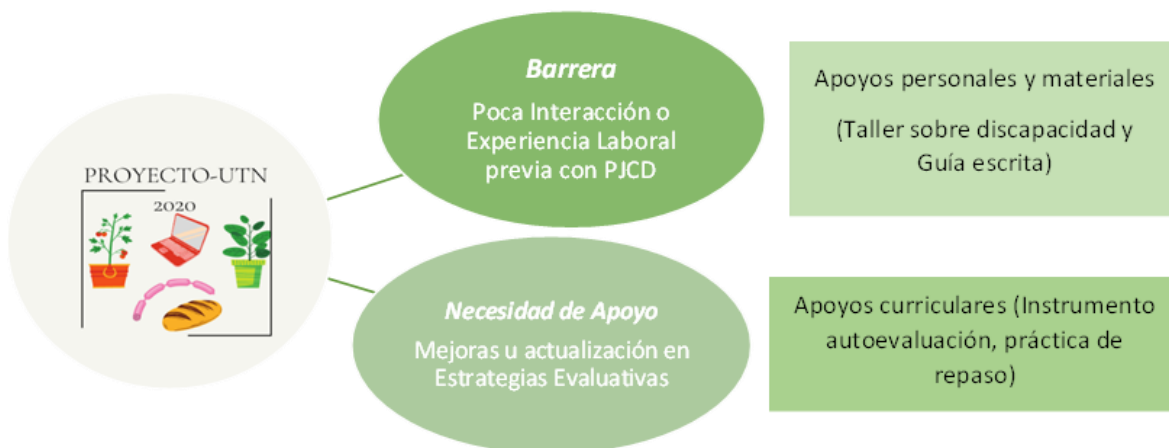 PROYECTO-UTN
2020
Barrera
Poca Interacción o
Experiencia Laboral
previa con PJCD
Apoyos personales y materiales
(Taller sobre discapacidad y
Guía escrita)
Necesidad de Apoyo
Mejoras u actualización en
Estrategias Evaluativas
Apoyos curriculares (Instrumento
autoevaluación, práctica de
repaso)